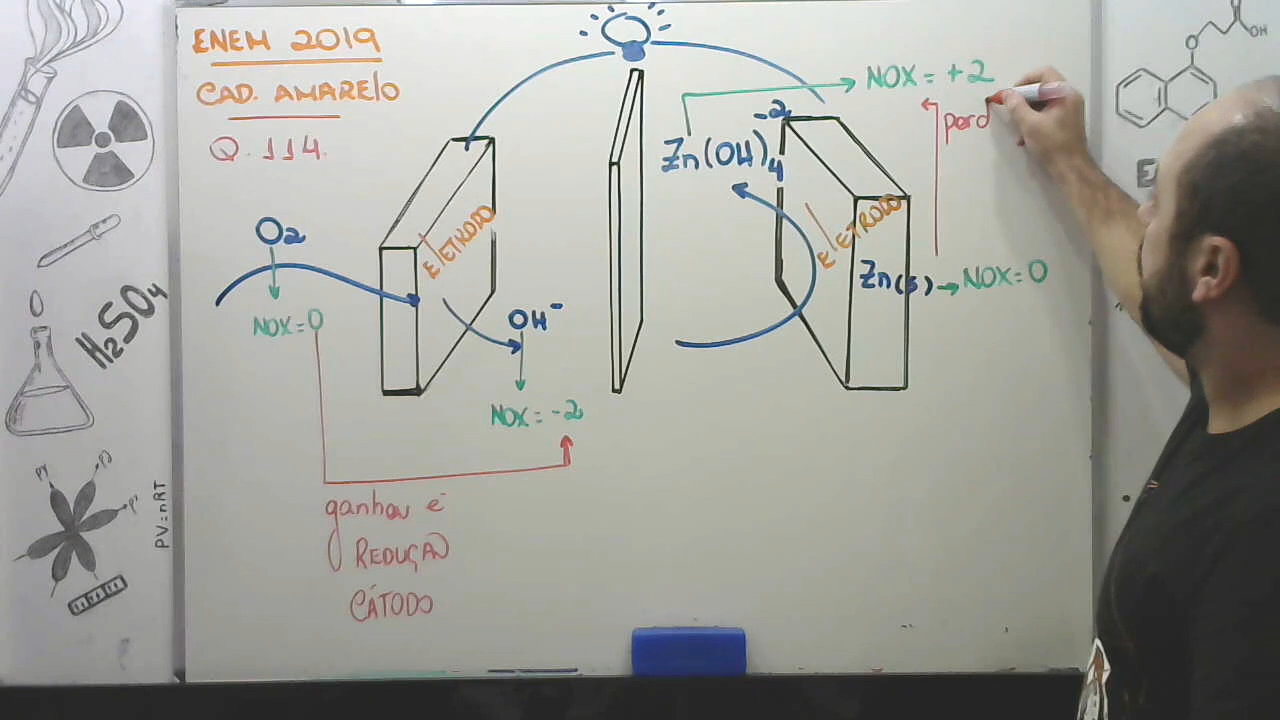 ENEM 2019
CAD. AMARElO
Q. 114.
O2
NOX = 0
ElETRODO
OH-
NOX = -2
ganhou é
REDUÇÃO
CÁTODO
Zn(OH)4-2
NOX = +2
perd
ElETRODO
Zn(s) → NOX = 0
H2SO4
PV=nRT
O
O
OH